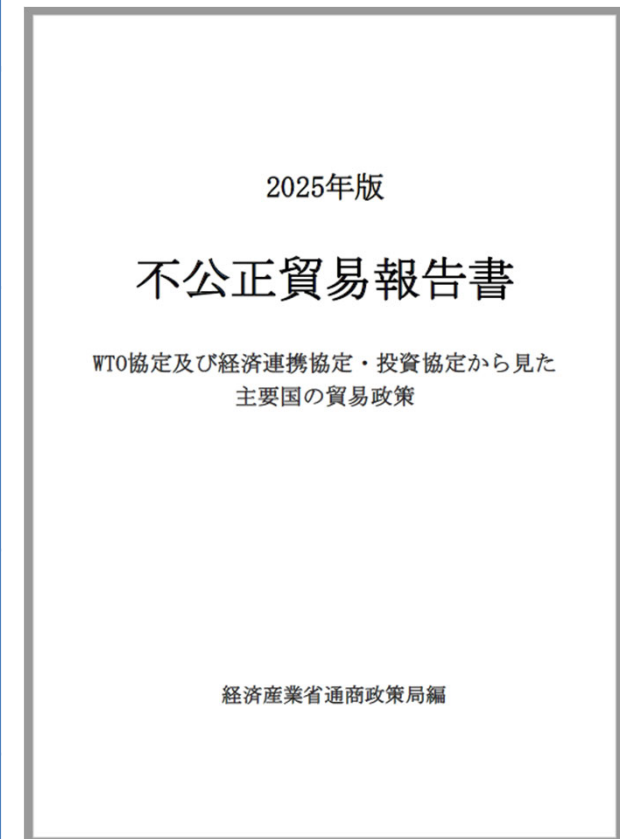 2025年版
不公正貿易報告書
WTO協定及び経済連携協定・投資協定から見た
主要国の貿易政策
経済産業省通商政策局編